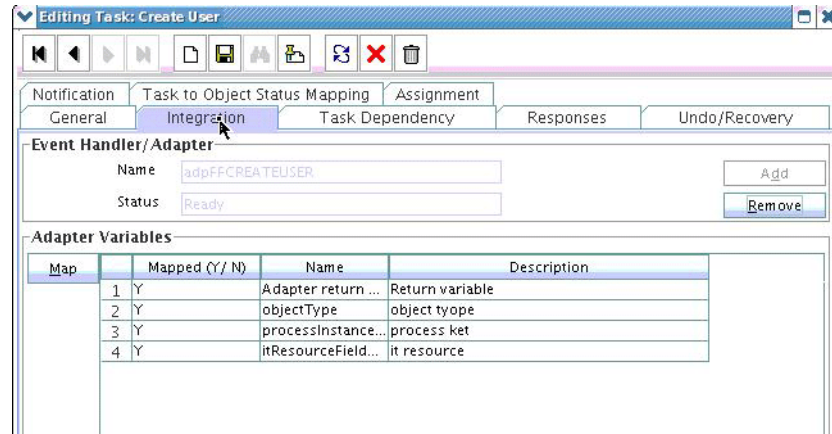 Editing Task: Create User
Notification Task to Object Status Mapping Assignment
General Integration Task Dependency Responses Undo/Recovery
Event Handler/Adapter
Name adpFFCREATEUSER Add
Status Ready Remove
Adapter Variables
Map Mapped (Y/ N) Name Description
1 Y Adapter return ... Return variable
2 Y objectType object tyope
3 Y processInstance... process ket
4 Y itResourceField... it resource